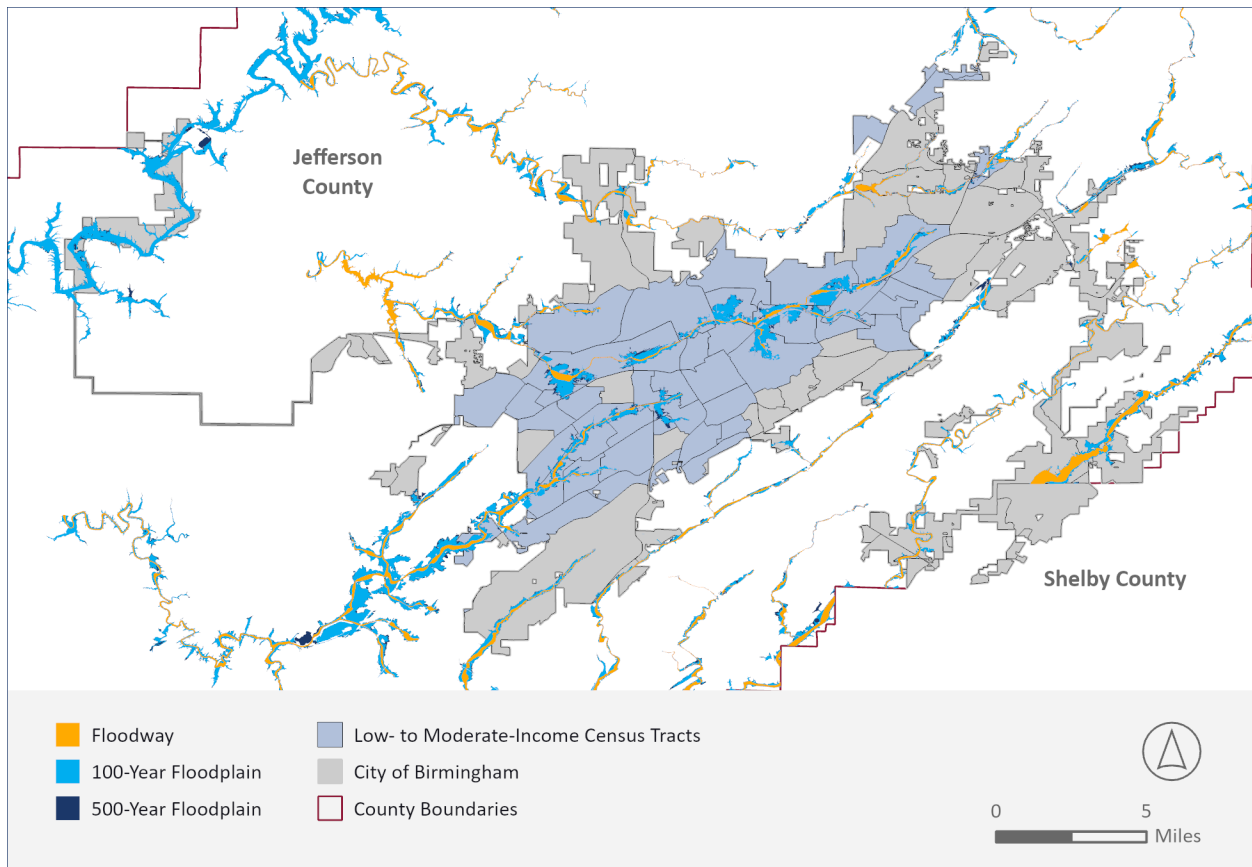 Jefferson
County
Shelby County
Floodway
100-Year Floodplain
500-Year Floodplain
Low- to Moderate-Income Census Tracts
City of Birmingham
County Boundaries
0 5
Miles